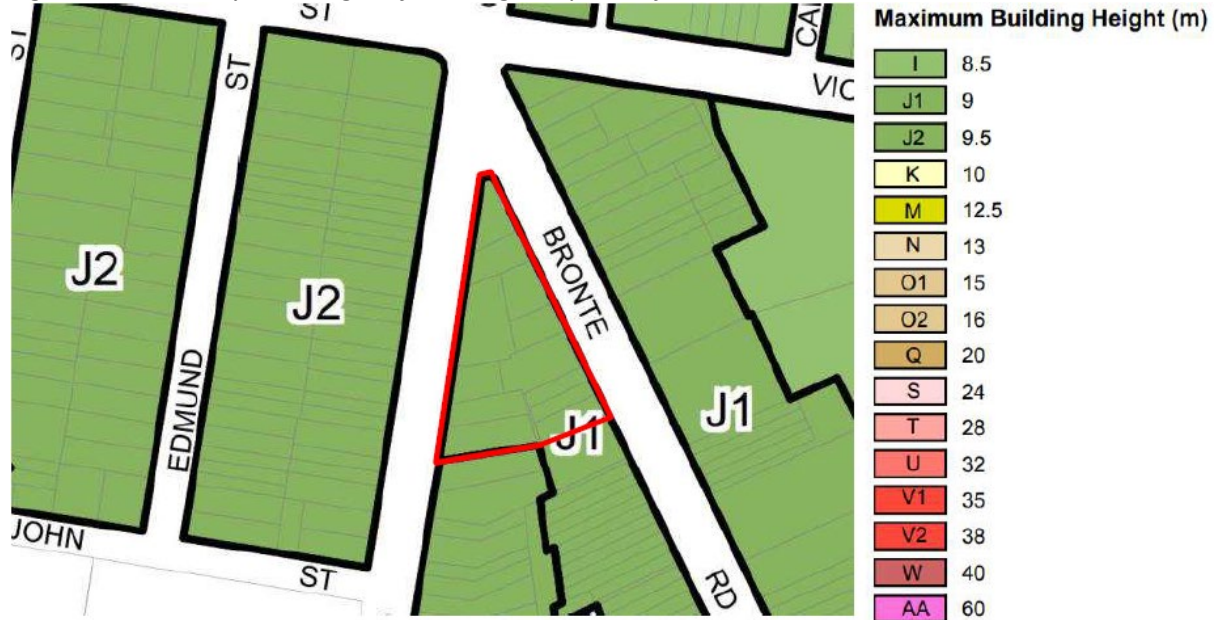 ST
ST
ST
CA
VIC
J2
J2
BRONTE
J1
J1
EDMUND
JOHN
ST
RD
Maximum Building Height (m)
I 8.5
J1 9
J2 9.5
K 10
M 12.5
N 13
O1 15
O2 16
Q 20
S 24
T 28
U 32
V1 35
V2 38
W 40
AA 60